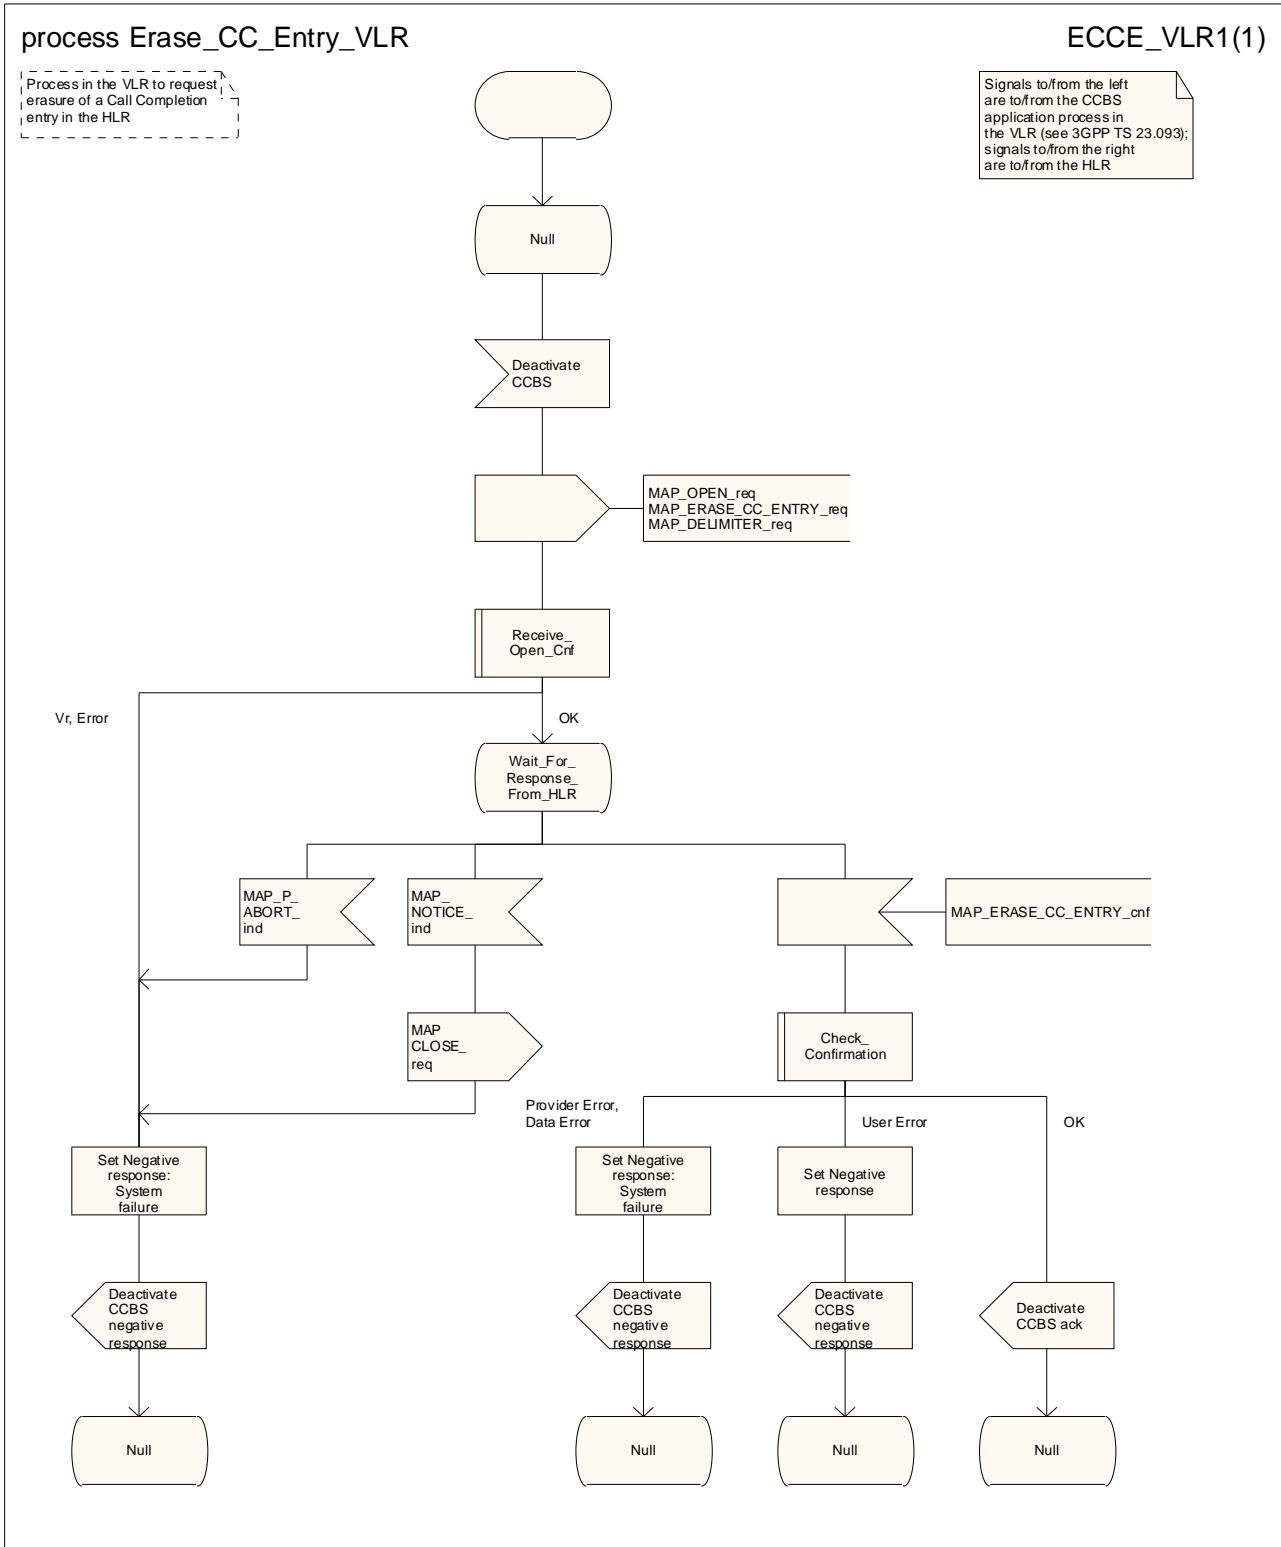 process Erase_CC_Entry_VLR
ECCE_VLR1(1)
Process in the VLR to request
erasure of a Call Completion
entry in the HLR
Signals to/from the left
are to/from the CCBS
application process in
the VLR (see 3GPP TS 23.093);
signals to/from the right
are to/from the HLR
Null
Deactivate
CCBS
MAP_OPEN_req
MAP_ERASE_CC_ENTRY_req
MAP_DELIMITER_req
Receive_
Open_Cnf
Vr, Error
OK
Wait_For_
Response_
From_HLR
MAP_P_
ABORT_
ind
MAP_
NOTICE_
ind
MAP_ERASE_CC_ENTRY_cnf
MAP
CLOSE_
req
Check_
Confirmation
Provider Error,
Data Error
User Error
OK
Set Negative
response:
System
failure
Set Negative
response:
System
failure
Set Negative
response
Deactivate
CCBS
negative
response
Deactivate
CCBS
negative
response
Deactivate
CCBS
negative
response
Deactivate
CCBS ack
Null
Null
Null
Null